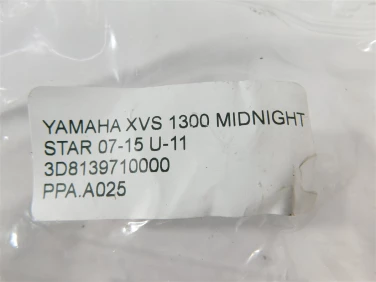 YAMAHA XVS 1300 MIDNIGHT
STAR 07-15 U-11
3D8139710000
PPA.A025